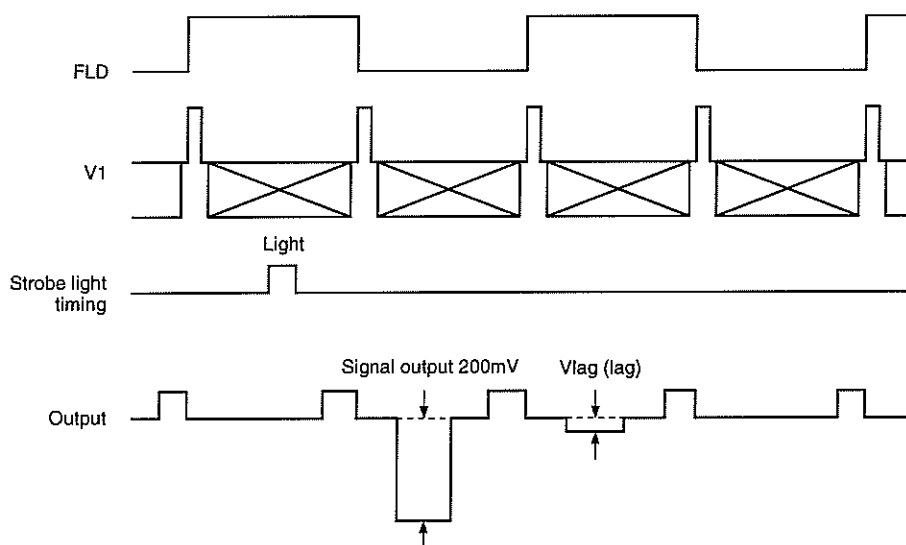 FLD
V1
Light
Strobe light
timing
Signal output 200mV
Vlag (lag)
Output